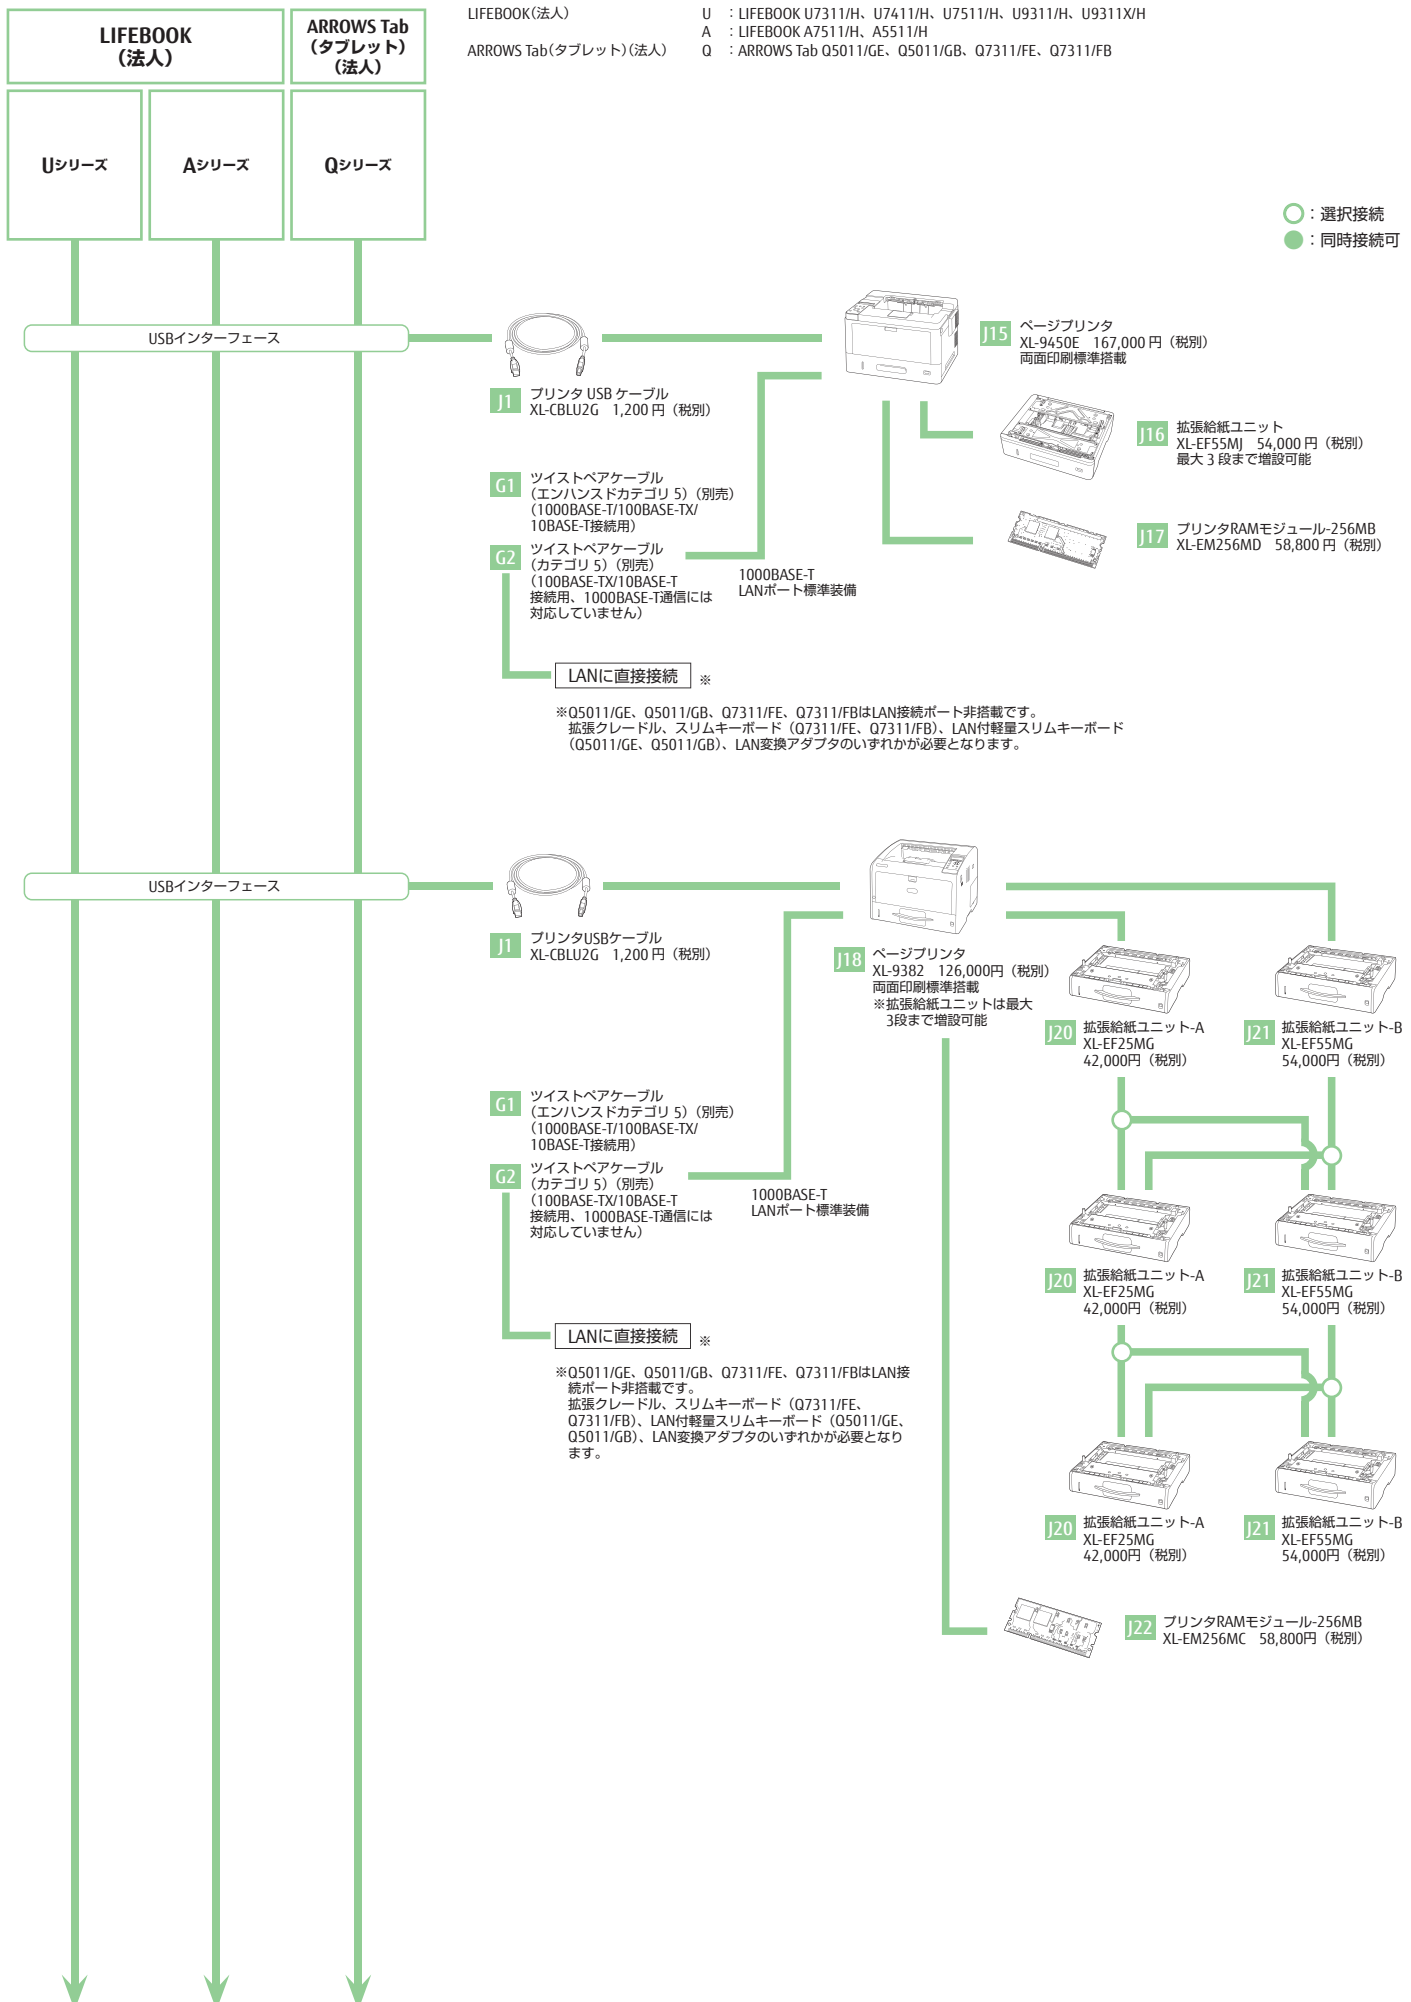 LIFEBOOK
（法人）
ARROWS Tab
（タブレット）
（法人）
LIFEBOOK（法人） U ：LIFEBOOK U7311/H、U7411/H、U7511/H、U9311/H、U9311X/H
A ：LIFEBOOK A7511/H、A5511/H
ARROWS Tab（タブレット）（法人） Q ：ARROWS Tab Q5011/GE、Q5011/GB、Q7311/FE、Q7311/FB
Uシリーズ
Aシリーズ
Qシリーズ
：選択接続
：同時接続可
USBインターフェース
J1 プリンタ USB ケーブル
XL-CBLU2G 1,200 円（税別）
J15 ページプリンタ
XL-9450E 167,000 円（税別）
両面印刷標準搭載
J16 拡張給紙ユニット
XL-EF55MJ 54,000 円（税別）
最大 3 段まで増設可能
J17 プリンタRAMモジュール-256MB
XL-EM256MD 58,800 円（税別）
G1 ツイストペアケーブル
（エンハンスドカテゴリ 5）（別売）
（1000BASE-T/100BASE-TX/
10BASE-T接続用）
G2 ツイストペアケーブル
（カテゴリ 5）（別売）
（100BASE-TX/10BASE-T
接続用、1000BASE-T通信には
対応していません）
1000BASE-T
LANポート標準装備
LANに直接接続 ※
※Q5011/GE、Q5011/GB、Q7311/FE、Q7311/FBはLAN接続ポート非搭載です。
拡張クレードル、スリムキーボード（Q7311/FE、Q7311/FB）、LAN付軽量スリムキーボード
（Q5011/GE、Q5011/GB）、LAN変換アダプタのいずれかが必要となります。
USBインターフェース
J1 プリンタUSBケーブル
XL-CBLU2G 1,200 円（税別）
J18 ページプリンタ
XL-9382 126,000円（税別）
両面印刷標準搭載
※拡張給紙ユニットは最大
3段まで増設可能
J20 拡張給紙ユニット-A
XL-EF25MG
42,000円（税別）
J21 拡張給紙ユニット-B
XL-EF55MG
54,000円（税別）
G1 ツイストペアケーブル
（エンハンスドカテゴリ 5）（別売）
（1000BASE-T/100BASE-TX/
10BASE-T接続用）
G2 ツイストペアケーブル
（カテゴリ 5）（別売）
（100BASE-TX/10BASE-T
接続用、1000BASE-T通信には
対応していません）
1000BASE-T
LANポート標準装備
J20 拡張給紙ユニット-A
XL-EF25MG
42,000円（税別）
J21 拡張給紙ユニット-B
XL-EF55MG
54,000円（税別）
LANに直接接続 ※
※Q5011/GE、Q5011/GB、Q7311/FE、Q7311/FBはLAN接
続ポート非搭載です。
拡張クレードル、スリムキーボード（Q7311/FE、
Q7311/FB）、LAN付軽量スリムキーボード（Q5011/GE、
Q5011/GB）、LAN変換アダプタのいずれかが必要となり
ます。
J20 拡張給紙ユニット-A
XL-EF25MG
42,000円（税別）
J21 拡張給紙ユニット-B
XL-EF55MG
54,000円（税別）
J22 プリンタRAMモジュール-256MB
XL-EM256MC 58,800円（税別）